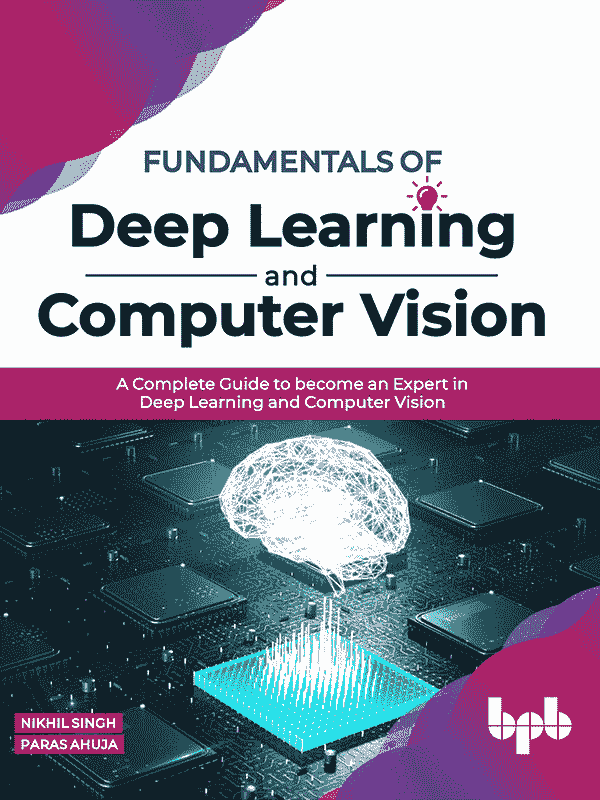 FUNDAMENTALS OF
Deep Learning
and
Computer Vision
A Complete Guide to become an Expert in
Deep Learning and Computer Vision
NIKHIL SINGH
PARAS AHUJA
bpb